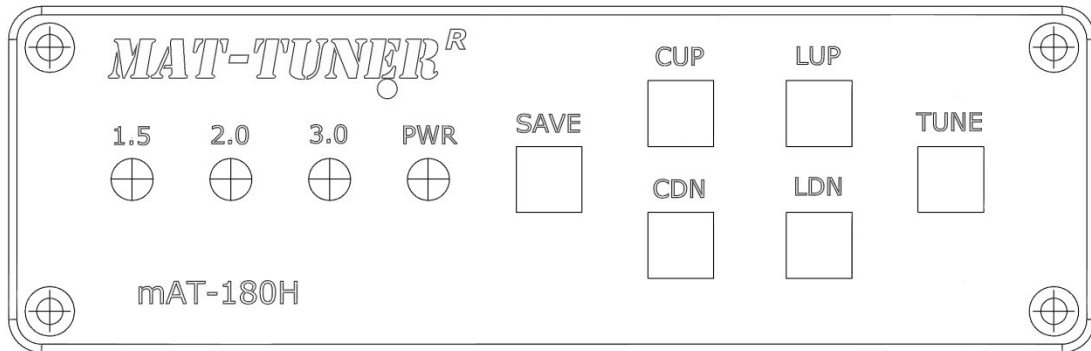 MAT-TUNER R
CUP LUP
SAVE TUNE
1.5 2.0 3.0 PWR
CDN LDN
mAT-180H